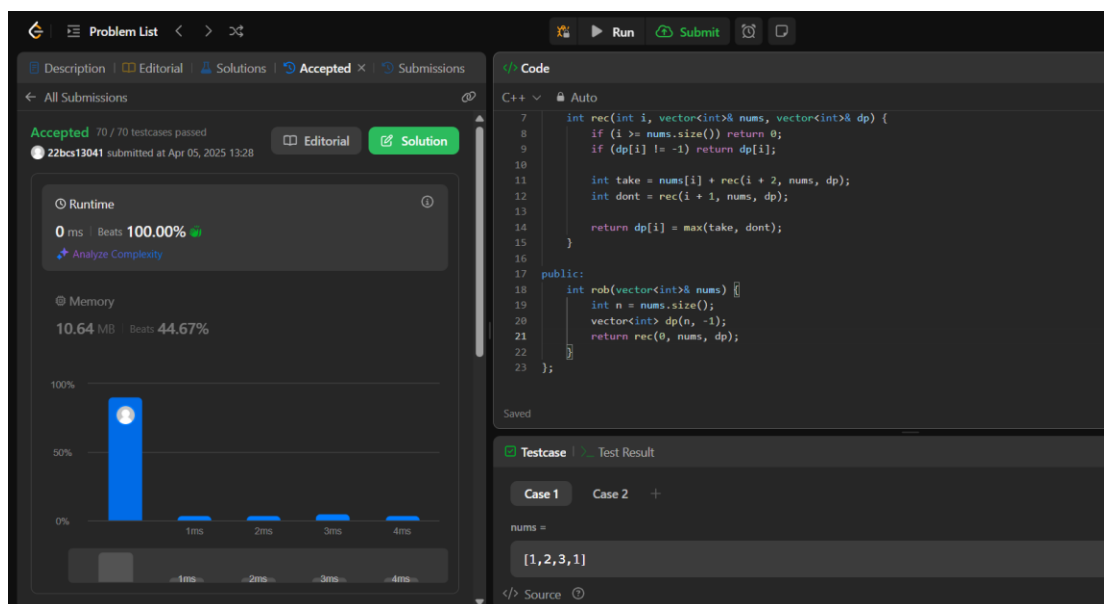 Problem List
Run
Submit
Description
Editorial
Solutions
Accepted ×
Submissions
All Submissions
Accepted 70 / 70 testcases passed
22bcs13041 submitted at Apr 05, 2025 13:28
Editorial
Solution
Runtime
0 ms | Beats 100.00%
Analyze Complexity
Memory
10.64 MB | Beats 44.67%
100%
50%
0%
1ms 2ms 3ms 4ms
1ms 2ms 3ms 4ms
</> Code
C++ Auto
7 int rec(int i, vector<int>& nums, vector<int>& dp) {
8 if (i >= nums.size()) return 0;
9 if (dp[i] != -1) return dp[i];
10
11 int take = nums[i] + rec(i + 2, nums, dp);
12 int dont = rec(i + 1, nums, dp);
13
14 return dp[i] = max(take, dont);
15 }
16
17 public:
18 int rob(vector<int>& nums) {
19 int n = nums.size();
20 vector<int> dp(n, -1);
21 return rec(0, nums, dp);
22 }
23 };
Saved
Testcase
>_ Test Result
Case 1 Case 2 +
nums =
[1,2,3,1]
</> Source